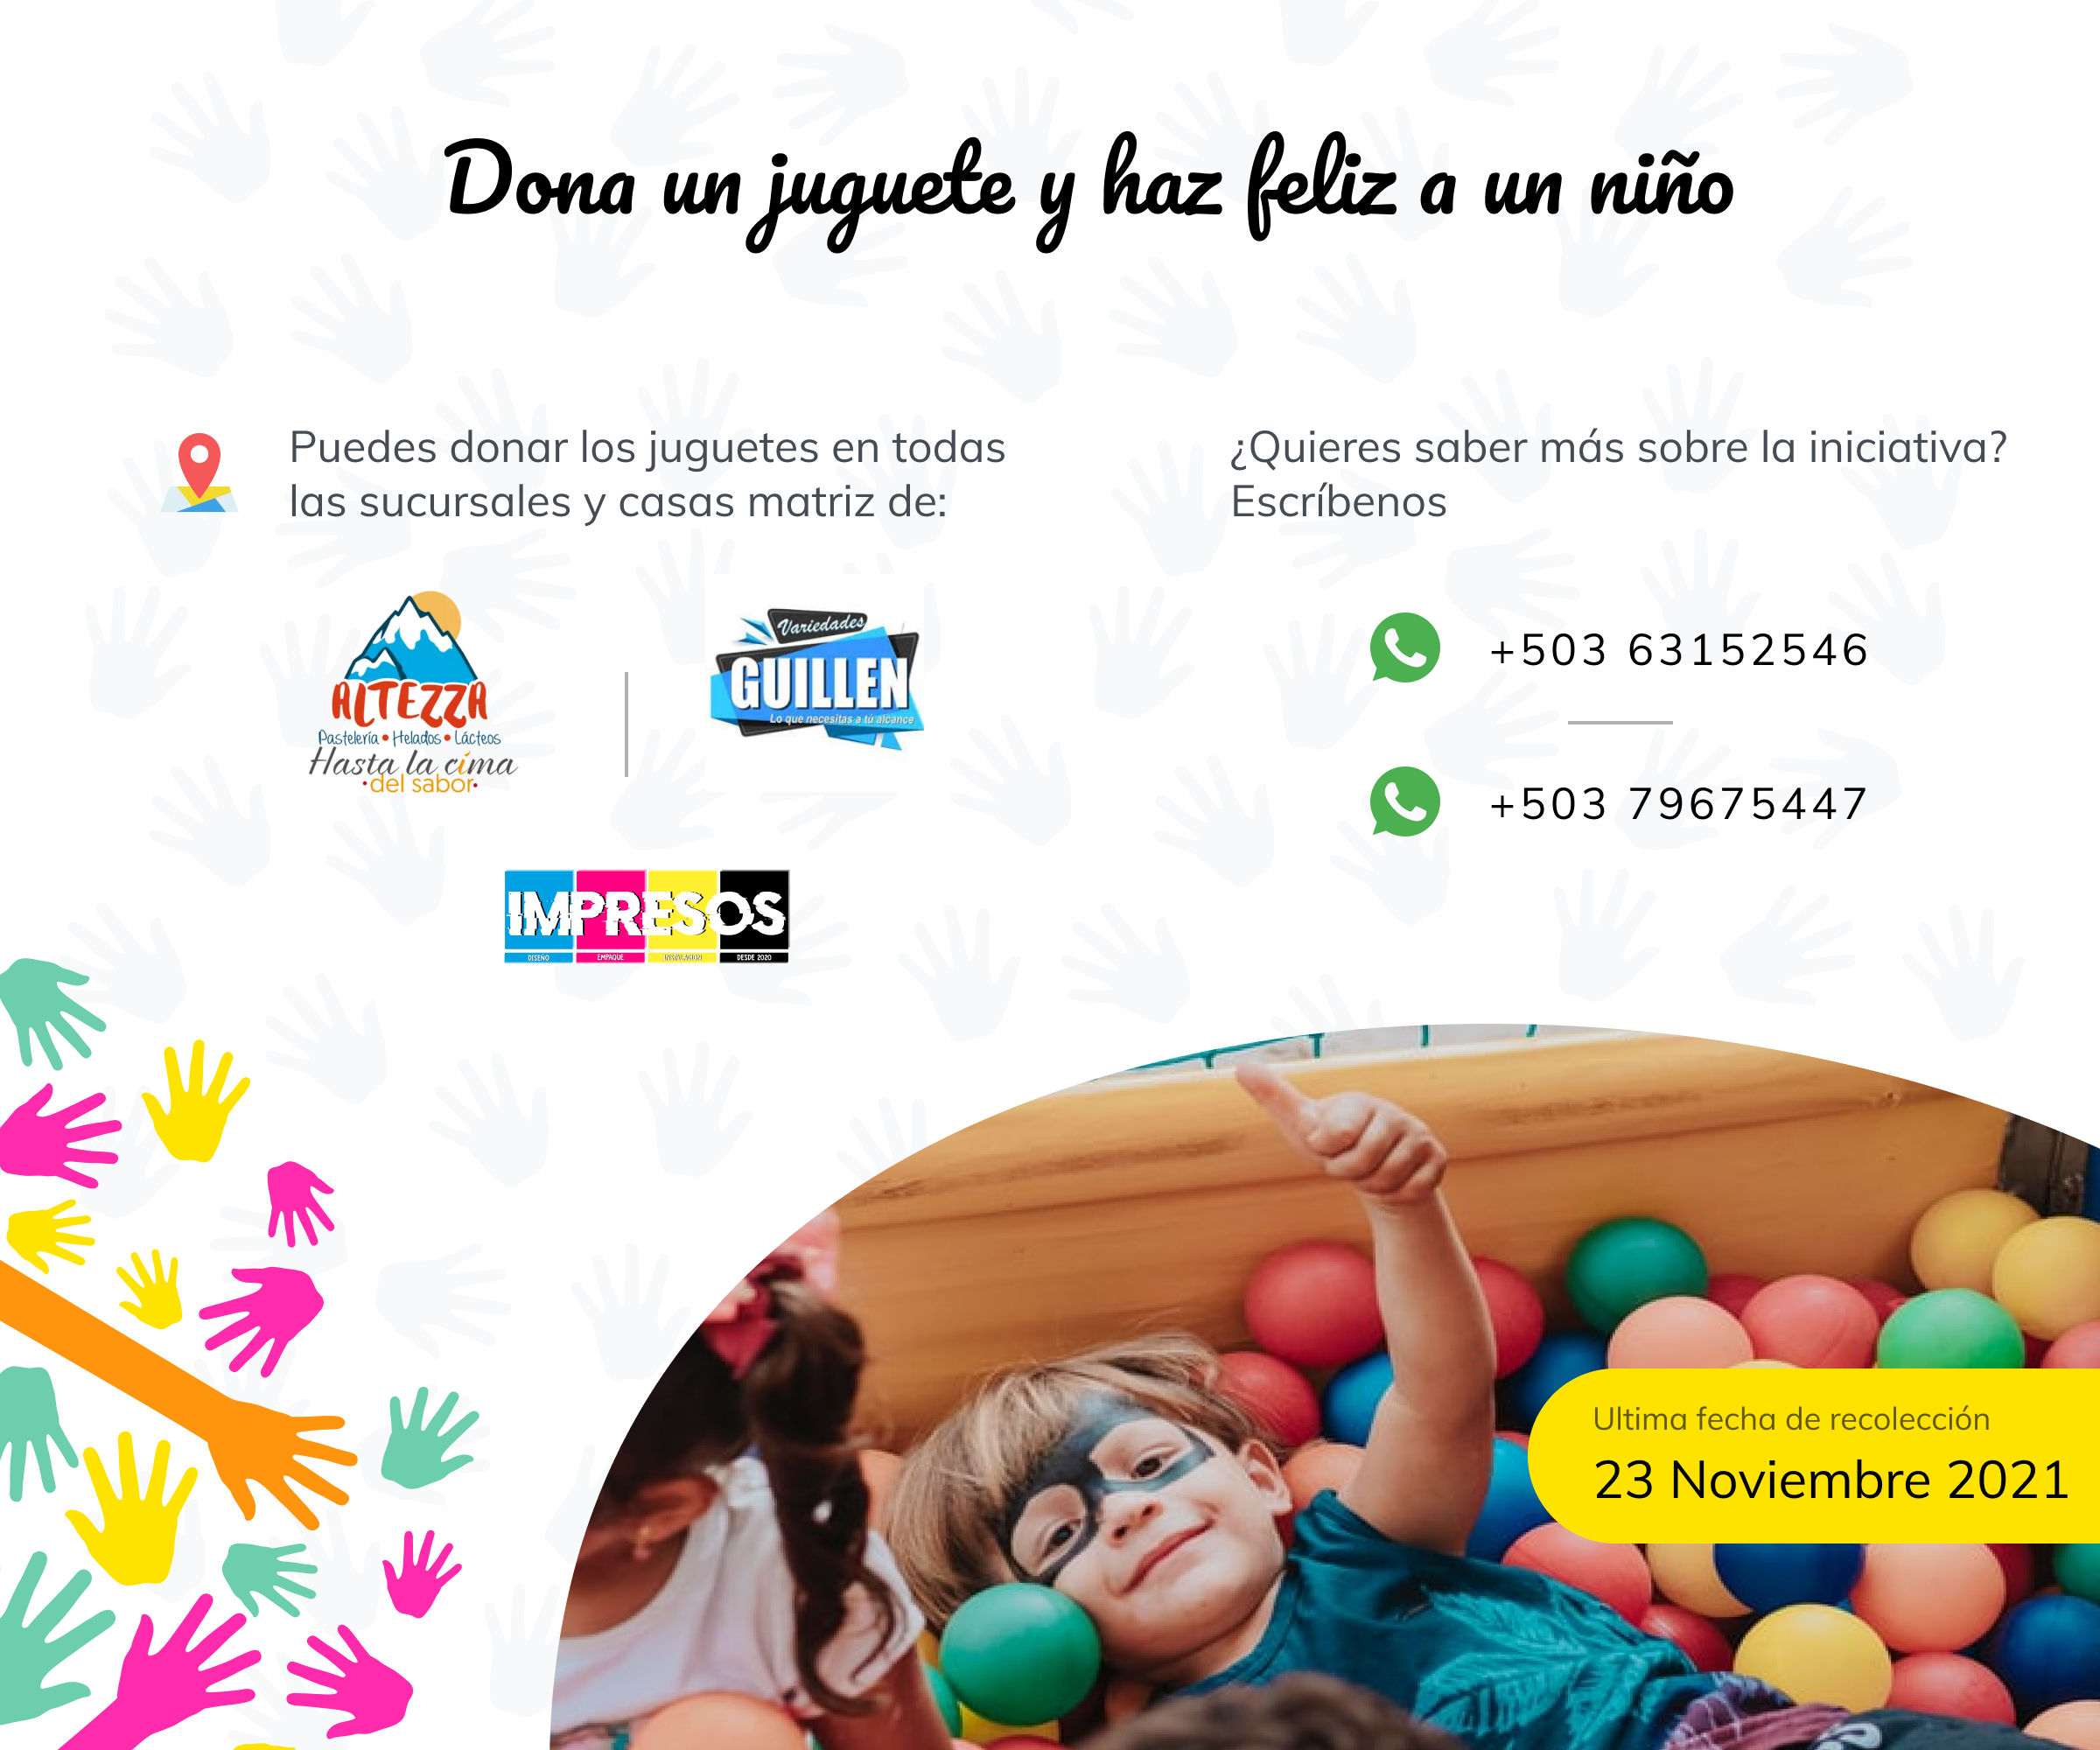 Dona un juguete y haz feliz a un niño
Puedes donar los juguetes en todas
las sucursales y casas matriz de:
ALTEZZA
Pastelería • Helados • Lácteos
Hasta la cima
•del sabor•
Variedades
GUILLEN
Lo que necesitas a tú alcance
IMPRESOS
DISEÑO EMPAQUE DESDE 2020
¿Quieres saber más sobre la iniciativa?
Escríbenos
+503 63152546
+503 79675447
Ultima fecha de recolección
23 Noviembre 2021